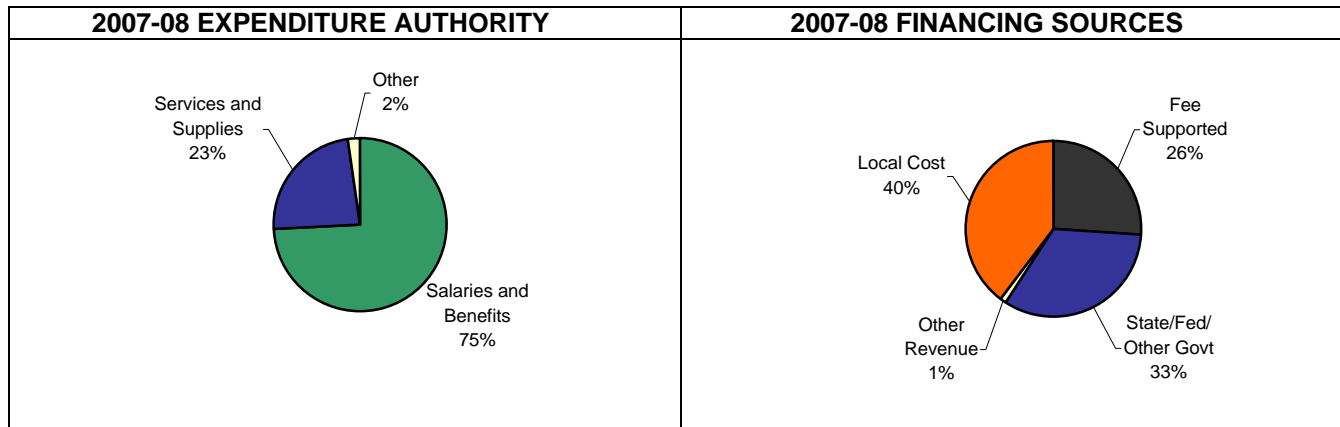 2007-08 EXPENDITURE AUTHORITY
Other
2%
Services and
Supplies
23%
Salaries and
Benefits
75%
2007-08 FINANCING SOURCES
Fee
Supported
26%
Local Cost
40%
Other
Revenue
1%
State/Fed/
Other Govt
33%